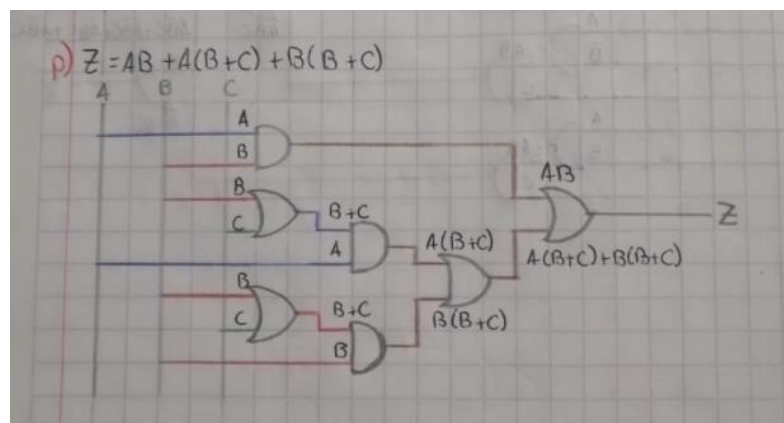 p) Z = AB + A(B+C) + B(B+C)
A B C
A
B
AB
B
B+C
Z
C
A
A(B+C)
A(B+C)+B(B+C)
B
B+C
C
B(B+C)
B